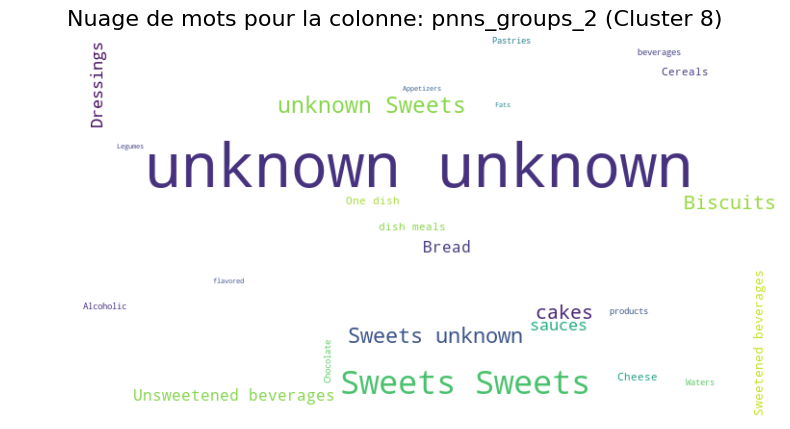 Nuage de mots pour la colonne: pnns_groups_2 (Cluster 8)
Pastries
Dressings
beverages
Cereals
Appetizers
unknown Sweets
Fats
Legumes
unknown unknown
One dish
Biscuits
dish meals
Bread
flavored
Alcoholic
cakes
products
sauces
Sweets unknown
Sweetened beverages
Chocolate
Cheese
Sweets Sweets
Waters
Unsweetened beverages